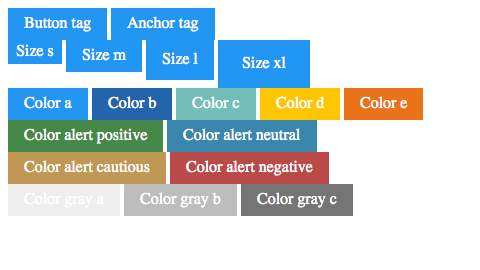 Button tag Anchor tag
Size s Size m Size l Size xl
Color a Color b Color c Color d Color e
Color alert positive Color alert neutral
Color alert cautious Color alert negative
Color gray a Color gray b Color gray c